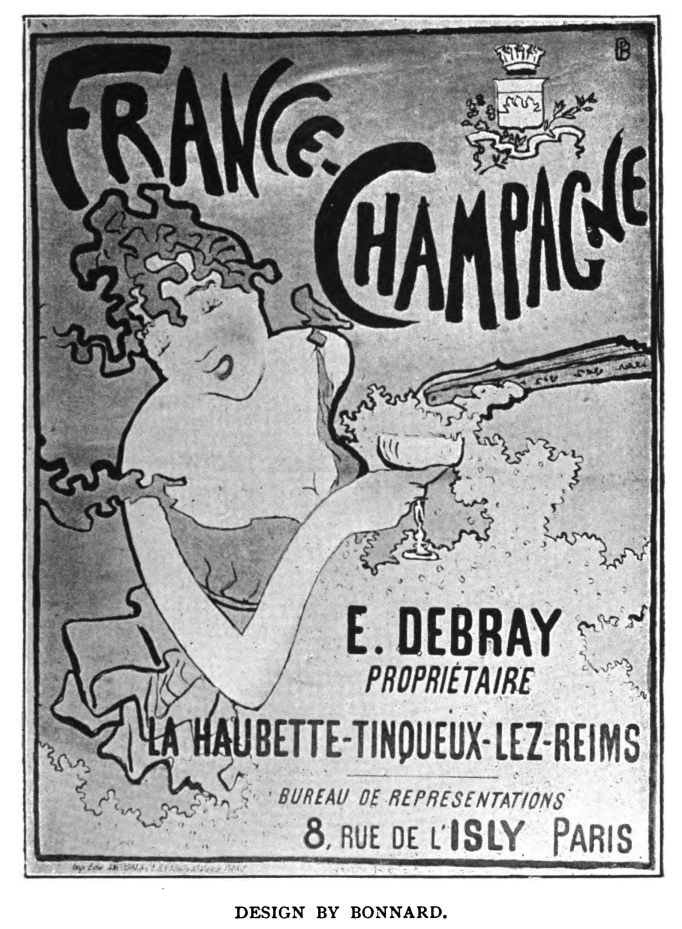 FRANCE-
CHAMPAGNE
E. DEBRAY
PROPRIÉTAIRE
LA HAUBETTE-TINQUEUX-LEZ-REIMS
BUREAU DE REPRÉSENTATIONS
8, RUE DE L'ISLY PARIS
DESIGN BY BONNARD.